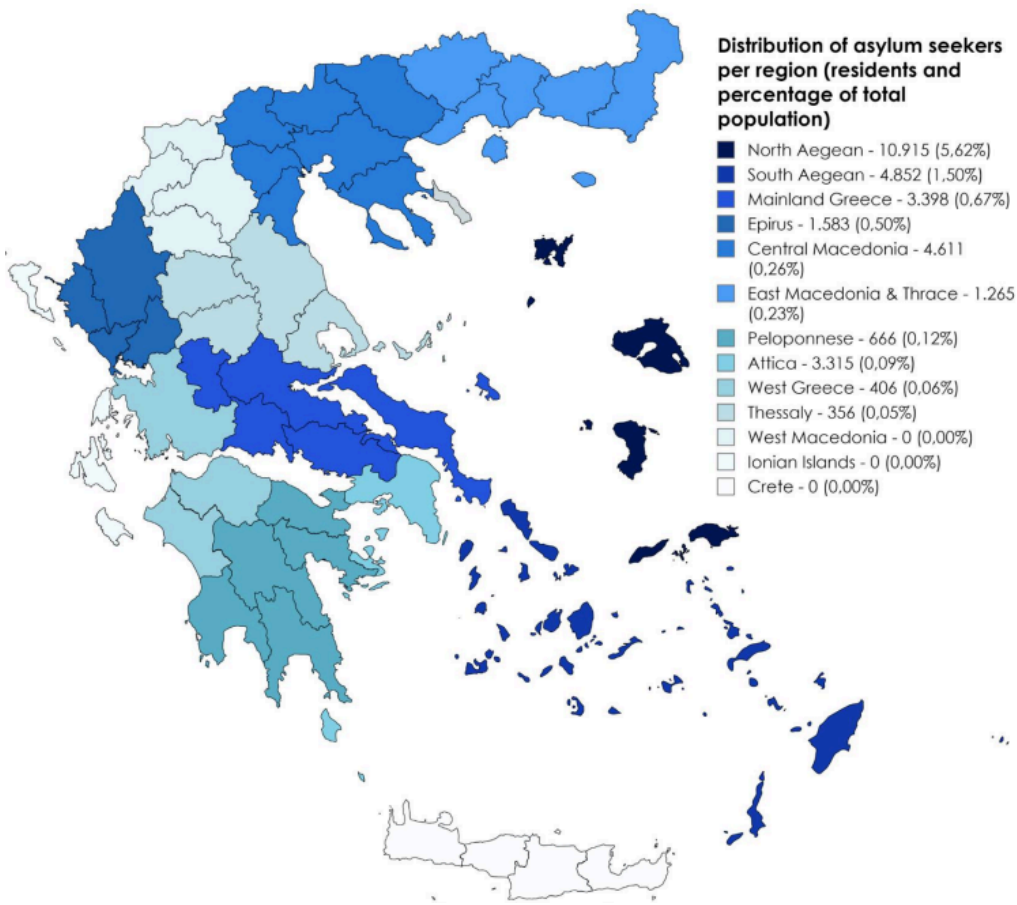 Distribution of asylum seekers
per region (residents and
percentage of total
population)
North Aegean - 10.915 (5,62%)
South Aegean - 4.852 (1,50%)
Mainland Greece - 3.398 (0,67%)
Epirus - 1.583 (0,50%)
Central Macedonia - 4.611
(0,26%)
East Macedonia & Thrace - 1.265
(0,23%)
Peloponnese - 666 (0,12%)
Attica - 3.315 (0,09%)
West Greece - 406 (0,06%)
Thessaly - 356 (0,05%)
West Macedonia - 0 (0,00%)
Ionian Islands - 0 (0,00%)
Crete - 0 (0,00%)